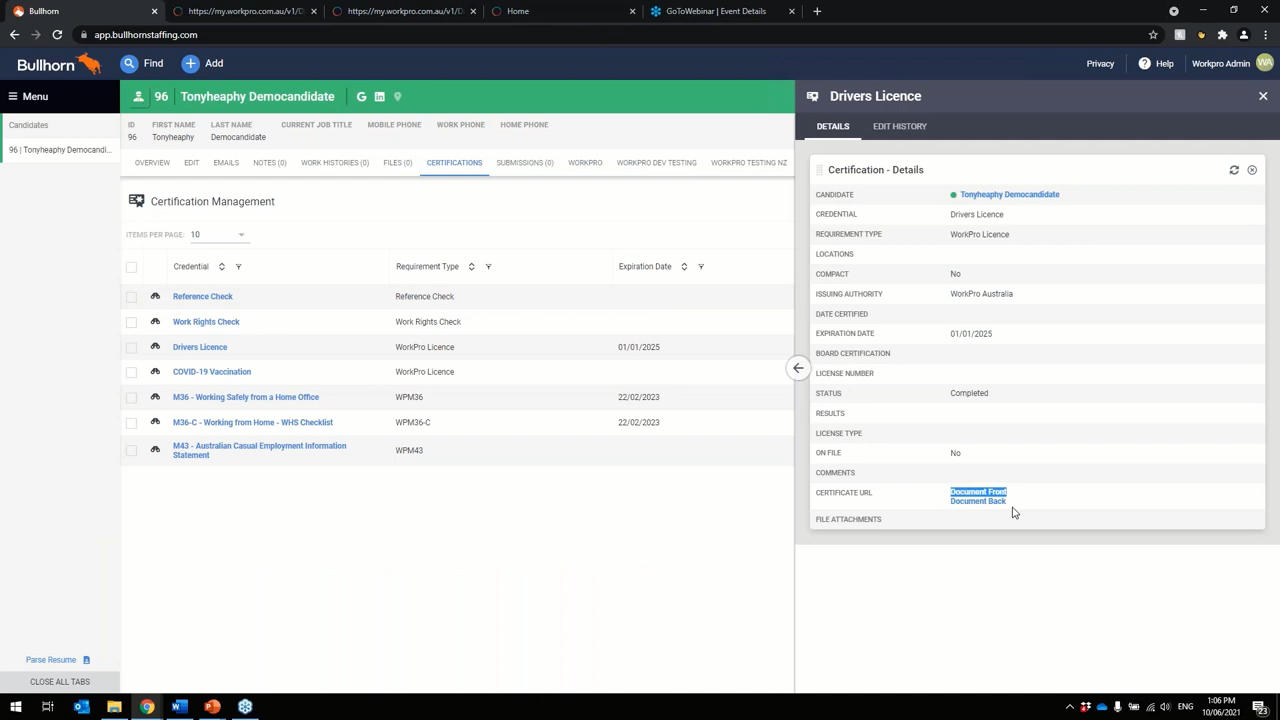 Bullhorn
https://my.workpro.com.au/v1/D
https://my.workpro.com.au/v1/D
Home
GoToWebinar | Event Details
app.bullhornstaffing.com
Bullhorn
Find
Add
Privacy
Help
Workpro Admin
WA
Menu
96
Tonyheaphy Democandidate
Drivers Licence
Candidates
96 | Tonyheaphy Democandi...
ID
FIRST NAME
LAST NAME
CURRENT JOB TITLE
MOBILE PHONE
WORK PHONE
HOME PHONE
96
Tonyheaphy
Democandidate
DETAILS
EDIT HISTORY
OVERVIEW
EDIT
EMAILS
NOTES (0)
WORK HISTORIES (0)
FILES (0)
CERTIFICATIONS
SUBMISSIONS (0)
WORKPRO
WORKPRO DEV TESTING
WORKPRO TESTING NZ
Certification Management
ITEMS PER PAGE:
10
Credential
Requirement Type
Expiration Date
Reference Check
Reference Check
Work Rights Check
Work Rights Check
Drivers Licence
WorkPro Licence
01/01/2025
COVID-19 Vaccination
WorkPro Licence
M36 - Working Safely from a Home Office
WPM36
22/02/2023
M36-C - Working from Home - WHS Checklist
WPM36-C
22/02/2023
M43 - Australian Casual Employment Information
Statement
WPM43
Certification - Details
CANDIDATE
Tonyheaphy Democandidate
CREDENTIAL
Drivers Licence
REQUIREMENT TYPE
WorkPro Licence
LOCATIONS
COMPACT
No
ISSUING AUTHORITY
WorkPro Australia
DATE CERTIFIED
EXPIRATION DATE
01/01/2025
BOARD CERTIFICATION
LICENSE NUMBER
STATUS
Completed
RESULTS
LICENSE TYPE
ON FILE
No
COMMENTS
CERTIFICATE URL
Document Front
Document Back
FILE ATTACHMENTS
Parse Resume
CLOSE ALL TABS
ENG
1:06 PM
10/06/2021
23